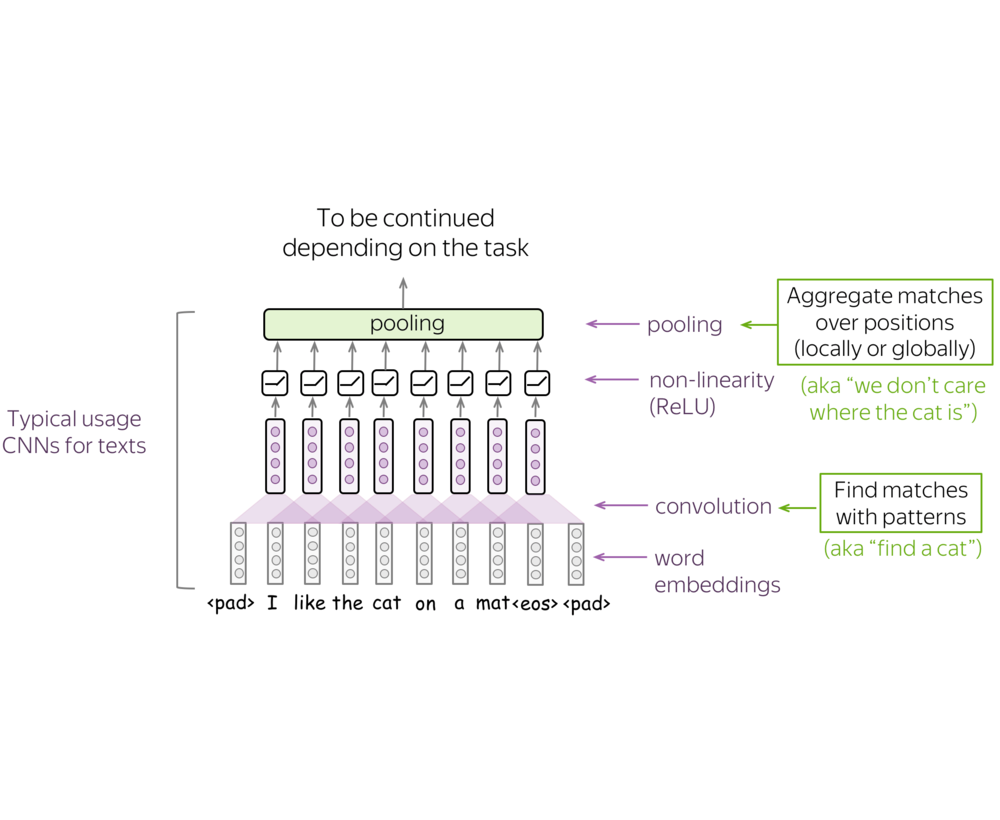 To be continued
depending on the task
pooling
pooling
Aggregate matches
over positions
(locally or globally)
non-linearity
(ReLU)
(aka “we don’t care
where the cat is”)
Typical usage
CNNs for texts
convolution
Find matches
with patterns
(aka “find a cat”)
word
embeddings
<pad> I like the cat on a mat <eos> <pad>